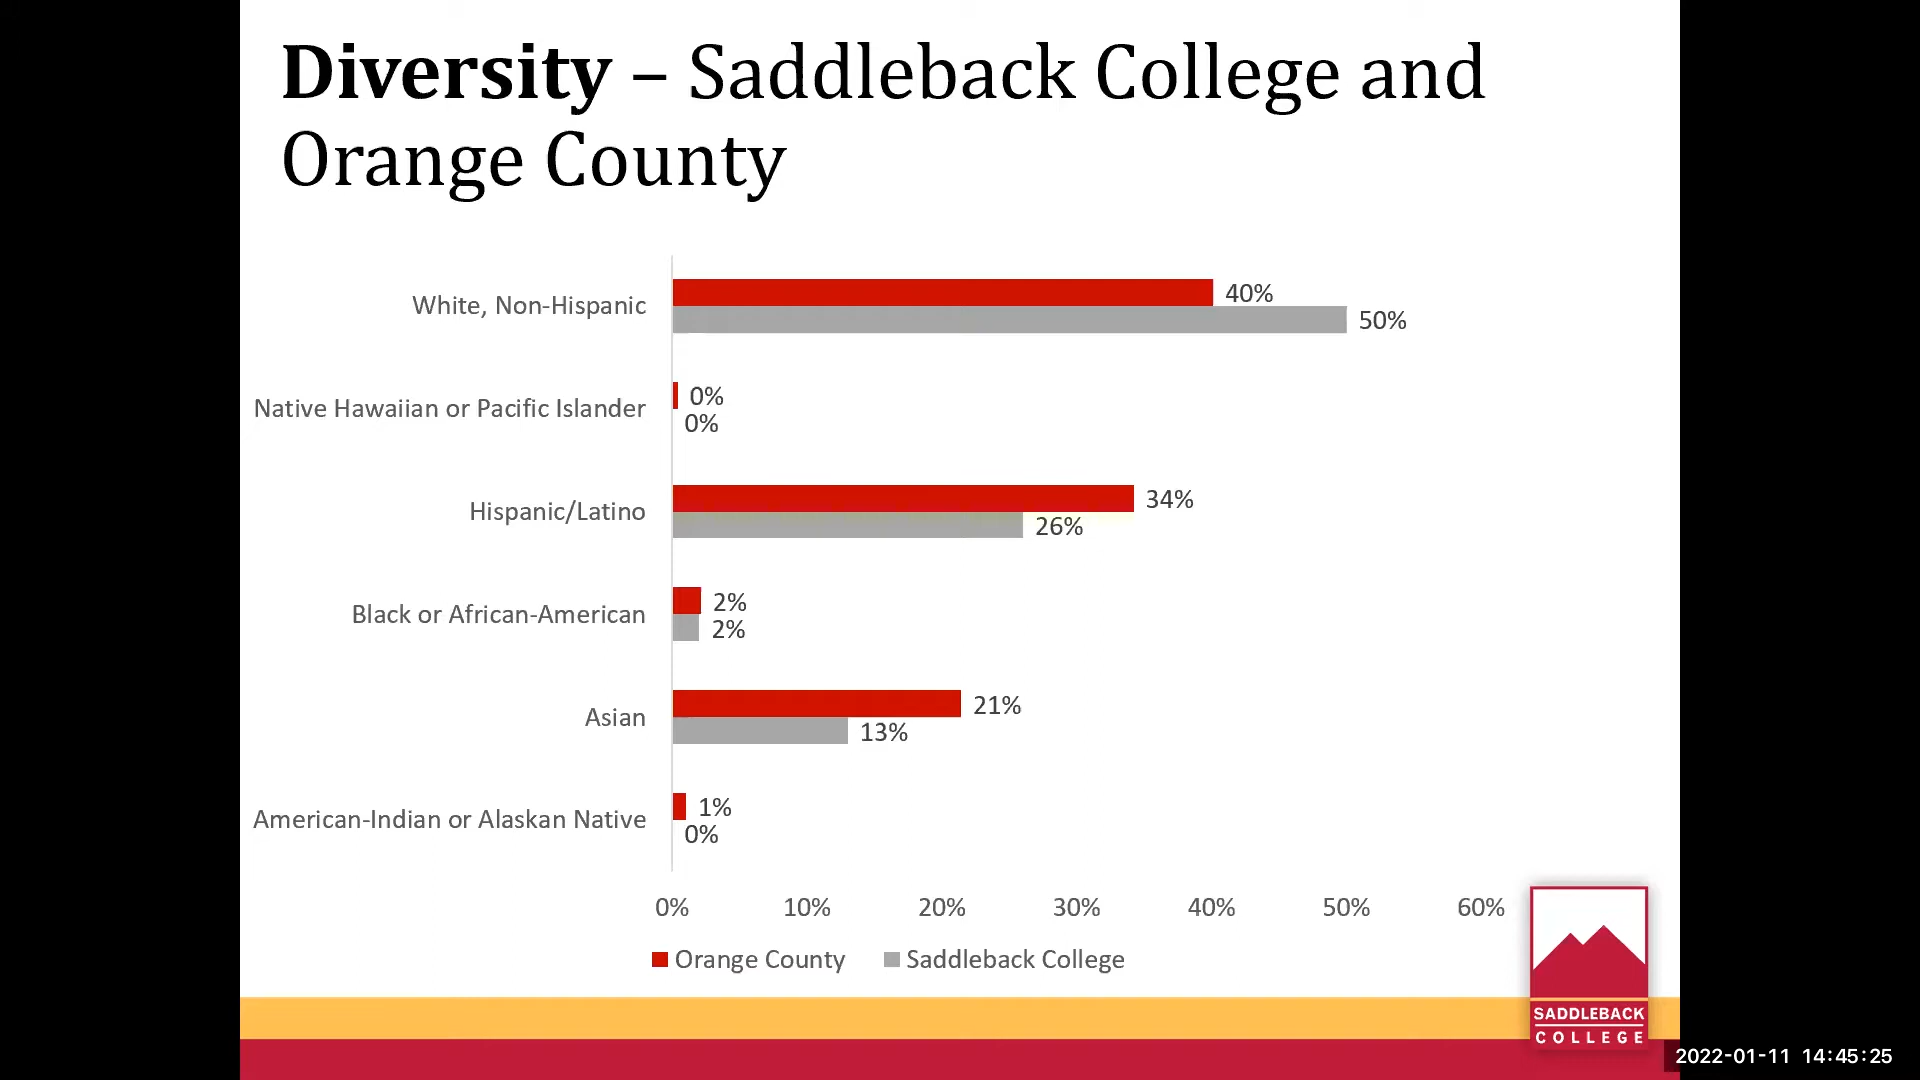 Diversity – Saddleback College and
Orange County
White, Non-Hispanic
40%
50%
Native Hawaiian or Pacific Islander
0%
0%
Hispanic/Latino
34%
26%
Black or African-American
2%
2%
Asian
21%
13%
American-Indian or Alaskan Native
1%
0%
0% 10% 20% 30% 40% 50% 60%
Orange County Saddleback College
SADDLEBACK
COLLEGE
2022-01-11 14:45:25